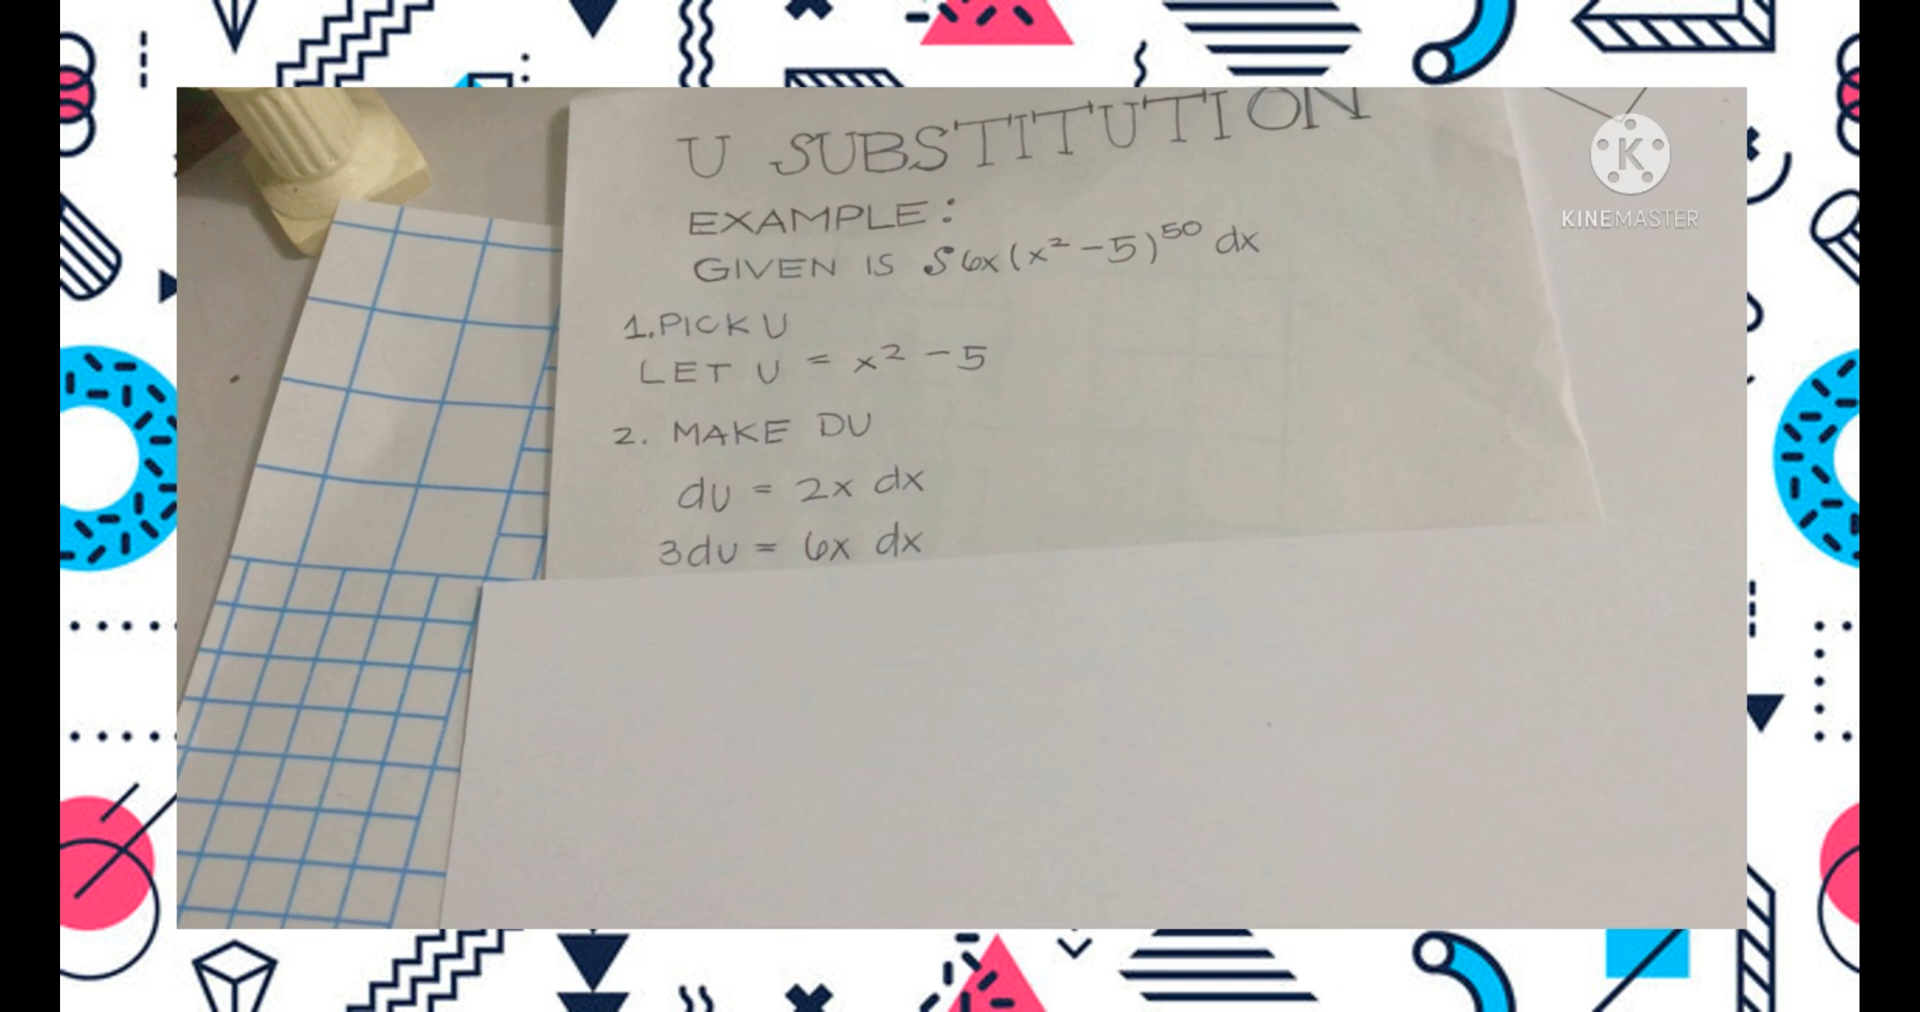 U SUBSTITUTION
EXAMPLE:
GIVEN IS ∫6x(x²-5)⁵⁰ dx
1. PICK U
LET U = x² - 5
2. MAKE DU
du = 2x dx
3du = 6x dx
K
KINEMASTER